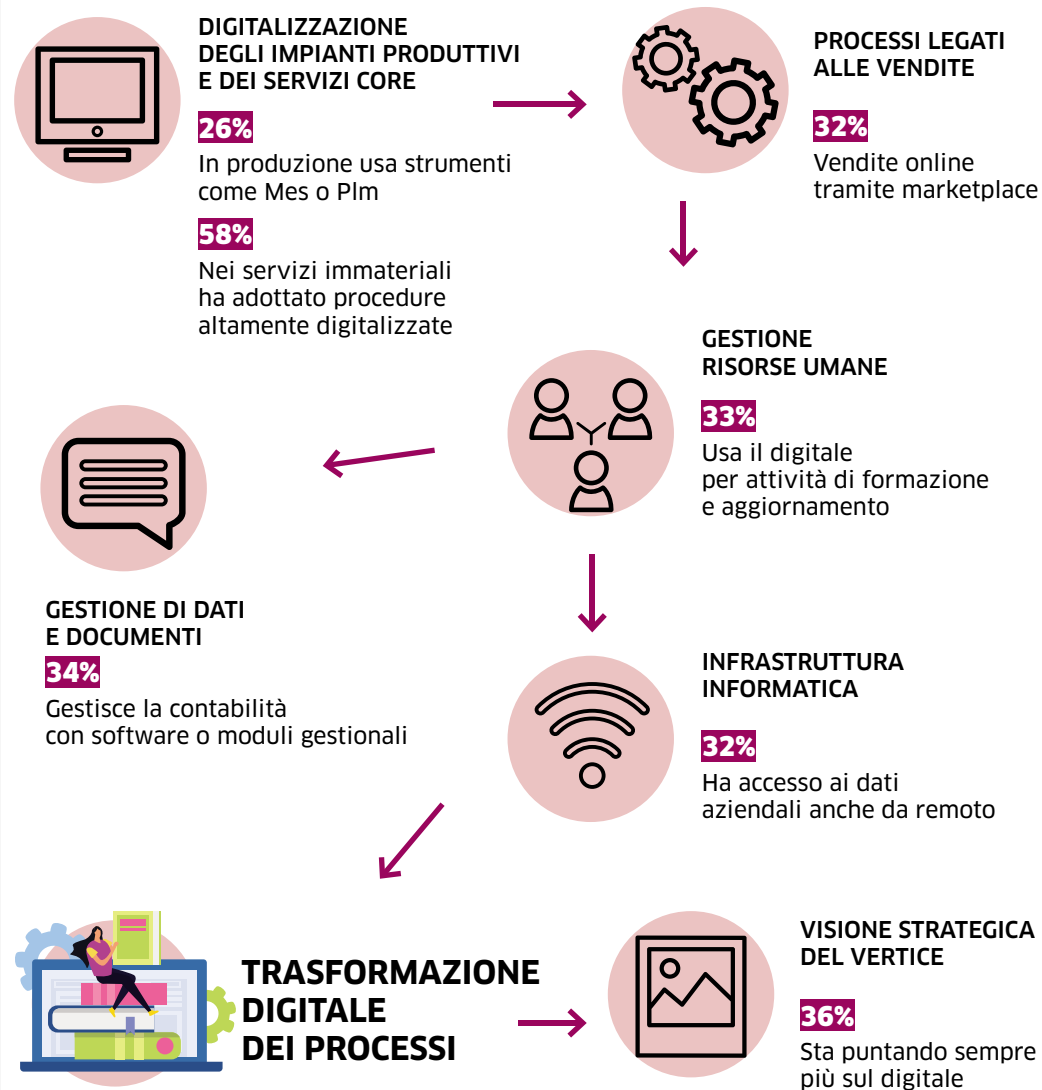 DIGITALIZZAZIONE
DEGLI IMPIANTI PRODUTTIVI
E DEI SERVIZI CORE
26%
In produzione usa strumenti
come Mes o Plm
58%
Nei servizi immateriali
ha adottato procedure
altamente digitalizzate
PROCESSI LEGATI
ALLE VENDITE
32%
Vendite online
tramite marketplace
GESTIONE
RISORSE UMANE
33%
Usa il digitale
per attività di formazione
e aggiornamento
GESTIONE DI DATI
E DOCUMENTI
34%
Gestisce la contabilità
con software o moduli gestionali
INFRASTRUTTURA
INFORMATICA
32%
Ha accesso ai dati
aziendali anche da remoto
TRASFORMAZIONE
DIGITALE
DEI PROCESSI
VISIONE STRATEGICA
DEL VERTICE
36%
Sta puntando sempre
più sul digitale